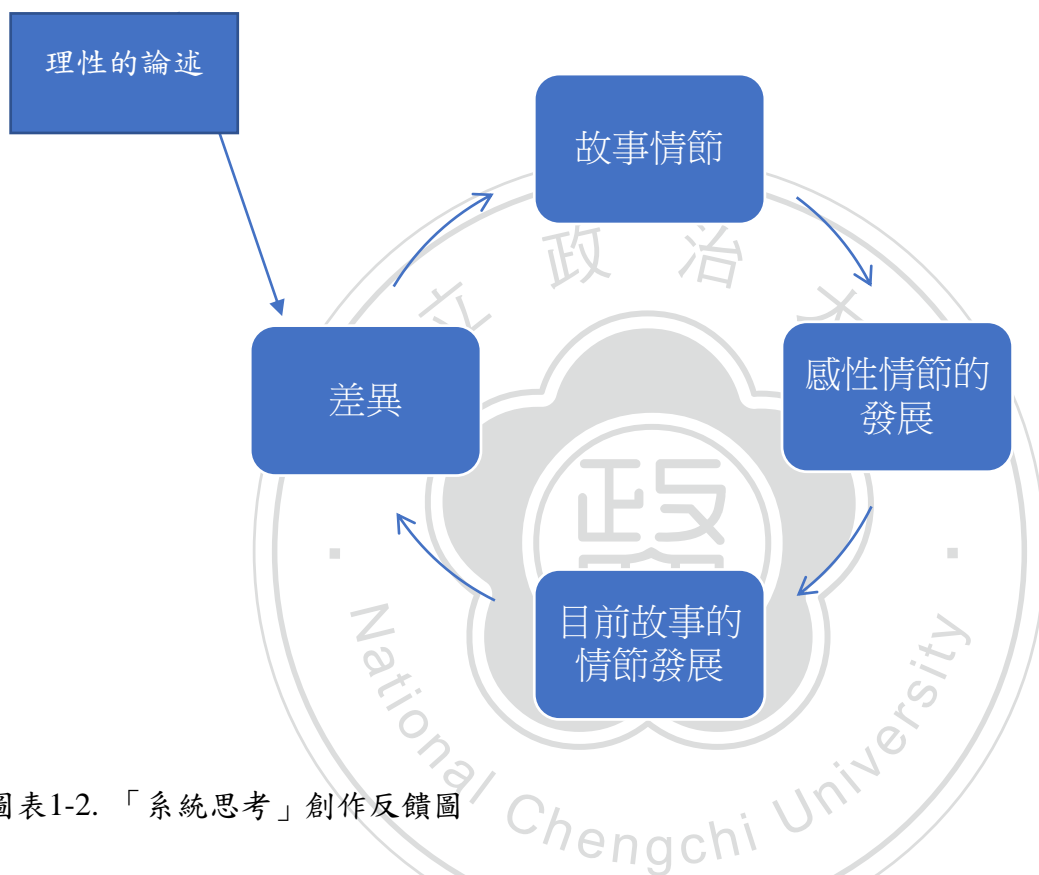 理性的論述
故事情節
政治大
差異
感性情節的
發展
政
目前故事的
情節發展
圖表1-2. 「系統思考」創作反饋圖
National Chengchi University